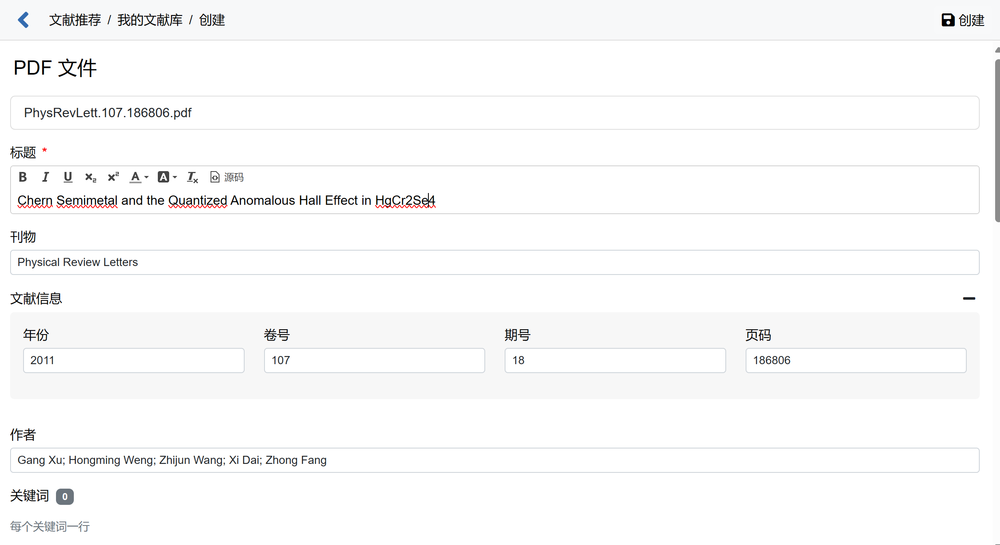 文献推荐 / 我的文献库 / 创建
创建
PDF 文件
PhysRevLett.107.186806.pdf
标题 *
B I U x₂ x² A A Tx 源码
Chern Semimetal and the Quantized Anomalous Hall Effect in HgCr2Se4
刊物
Physical Review Letters
文献信息
年份 卷号 期号 页码
2011 107 18 186806
作者
Gang Xu; Hongming Weng; Zhijun Wang; Xi Dai; Zhong Fang
关键词 0
每个关键词一行